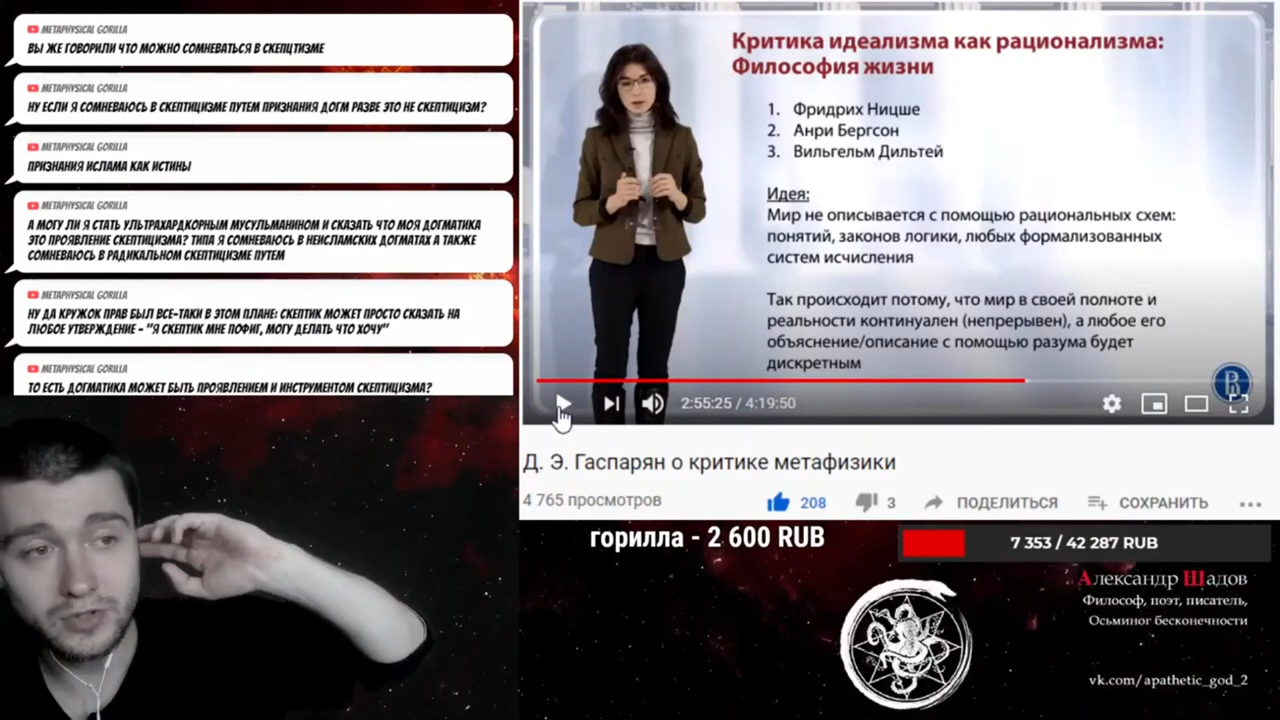 METAPHYSICAL GORILLA
ВЫ ЖЕ ГОВОРИЛИ ЧТО МОЖНО СОМНЕВАТЬСЯ В СКЕПЦТИЗМЕ
METAPHYSICAL GORILLA
НУ ЕСЛИ Я СОМНЕВАЮСЬ В СКЕПТИЦИЗМЕ ПУТЕМ ПРИЗНАНИЯ ДОГМ РАЗВЕ ЭТО НЕ СКЕПТИЦИЗМ?
METAPHYSICAL GORILLA
ПРИЗНАНИЯ ИСЛАМА КАК ИСТИНЫ
METAPHYSICAL GORILLA
А МОГУ ЛИ Я СТАТЬ УЛЬТРАХАРДКОРНЫМ МУСУЛЬМАНИНОМ И СКАЗАТЬ ЧТО МОЯ ДОГМАТИКА
ЭТО ПРОЯВЛЕНИЕ СКЕПТИЦИЗМА? ТИПА Я СОМНЕВАЮСЬ В НЕИСЛАМСКИХ ДОГМАТАХ А ТАКЖЕ
СОМНЕВАЮСЬ В РАДИКАЛЬНОМ СКЕПТИЦИЗМЕ ПУТЕМ
METAPHYSICAL GORILLA
НУ ДА КРУЖОК ПРАВ БЫЛ ВСЕ-ТАКИ В ЭТОМ ПЛАНЕ: СКЕПТИК МОЖЕТ ПРОСТО СКАЗАТЬ НА
ЛЮБОЕ УТВЕРЖДЕНИЕ - "Я СКЕПТИК МНЕ ПОФИГ, МОГУ ДЕЛАТЬ ЧТО ХОЧУ"
METAPHYSICAL GORILLA
ТО ЕСТЬ ДОГМАТИКА МОЖЕТ БЫТЬ ПРОЯВЛЕНИЕМ И ИНСТРУМЕНТОМ СКЕПТИЦИЗМА?
Критика идеализма как рационализма:
Философия жизни
1. Фридрих Ницше
2. Анри Бергсон
3. Вильгельм Дильтей
Идея:
Мир не описывается с помощью рациональных схем:
понятий, законов логики, любых формализованных
систем исчисления
Так происходит потому, что мир в своей полноте и
реальности континуален (непрерывен), а любое его
объяснение/описание с помощью разума будет
дискретным
2:55:25 / 4:19:50
Д. Э. Гаспарян о критике метафизики
4 765 просмотров
208
3
ПОДЕЛИТЬСЯ
СОХРАНИТЬ
горилла - 2 600 RUB
7 353 / 42 287 RUB
Александр Шадов
Философ, поэт, писатель,
Осьминог бесконечности
vk.com/apathetic_god_2